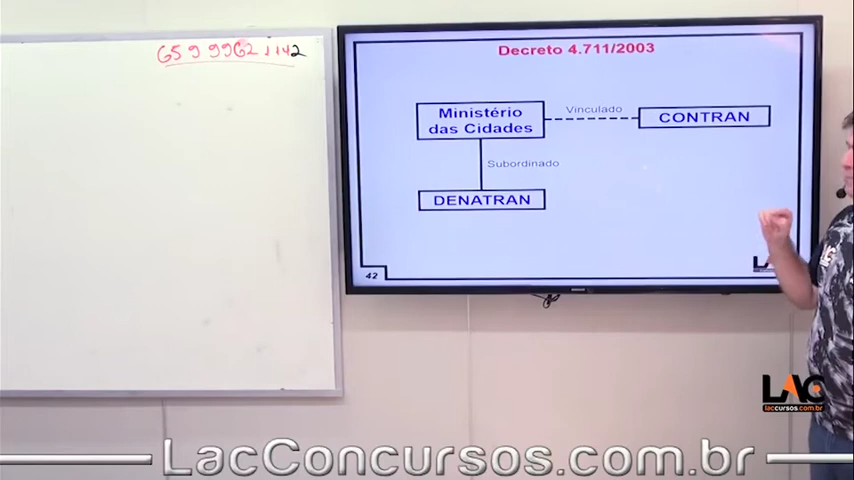 65 9 9962 1142
Decreto 4.711/2003
Ministério
das Cidades
Vinculado
CONTRAN
Subordinado
DENATRAN
42
LAC
laccursos.com.br
LacConcursos.com.br